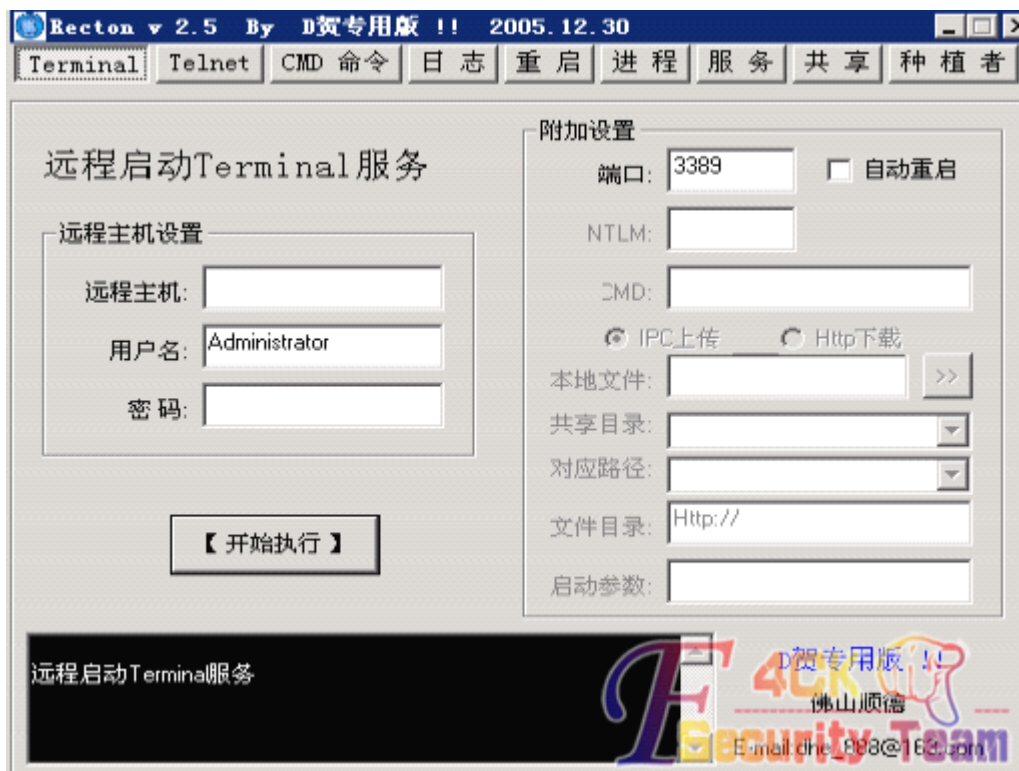 Recton v 2.5 By D贺专用版 !! 2005.12.30
Terminal Telnet CMD 命令 日 志 重 启 进 程 服 务 共 享 种 植 者
远程启动Terminal服务
远程主机设置
远程主机:
用户名: Administrator
密 码:
【 开始执行 】
附加设置
端口: 3389 自动重启
NTLM:
CMD:
IPC上传 Http下载
本地文件: >>
共享目录:
对应路径:
文件目录: Http://
启动参数:
远程启动Terminal服务
D贺专用版 !!
佛山顺德
E-mail:dhe_888@163.com
F4CK
Security Team